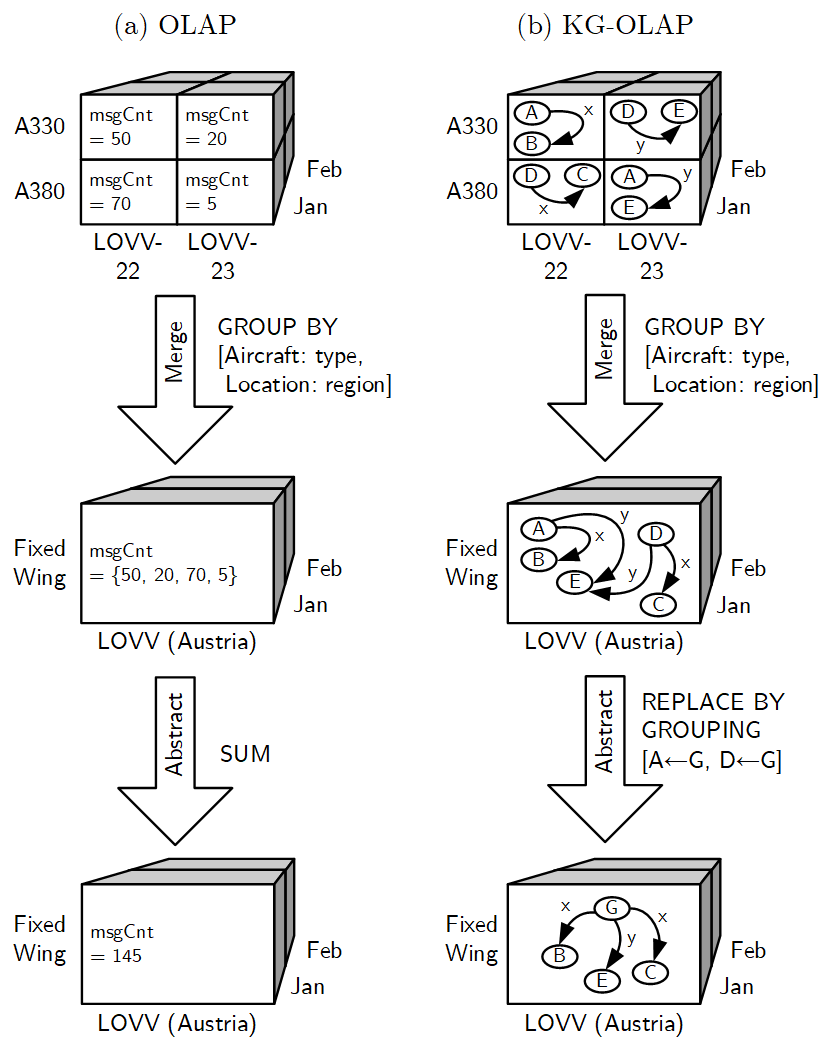 (a) OLAP
A330
A380
msgCnt
= 50
msgCnt
= 20
msgCnt
= 70
msgCnt
= 5
Feb
Jan
LOVV-
22
LOVV-
23
Merge
GROUP BY
[Aircraft: type,
Location: region]
Fixed
Wing
msgCnt
= {50, 20, 70, 5}
Feb
Jan
LOVV (Austria)
Abstract
SUM
Fixed
Wing
msgCnt
= 145
Feb
Jan
LOVV (Austria)
(b) KG-OLAP
A330
A380
A
x
B
D
E
y
D
C
x
A
y
E
Feb
Jan
LOVV-
22
LOVV-
23
Merge
GROUP BY
[Aircraft: type,
Location: region]
Fixed
Wing
A
y
x
D
B
E
y
x
C
Feb
Jan
LOVV (Austria)
Abstract
REPLACE BY
GROUPING
[A←G, D←G]
Fixed
Wing
x
G
x
y
B
E
C
Feb
Jan
LOVV (Austria)